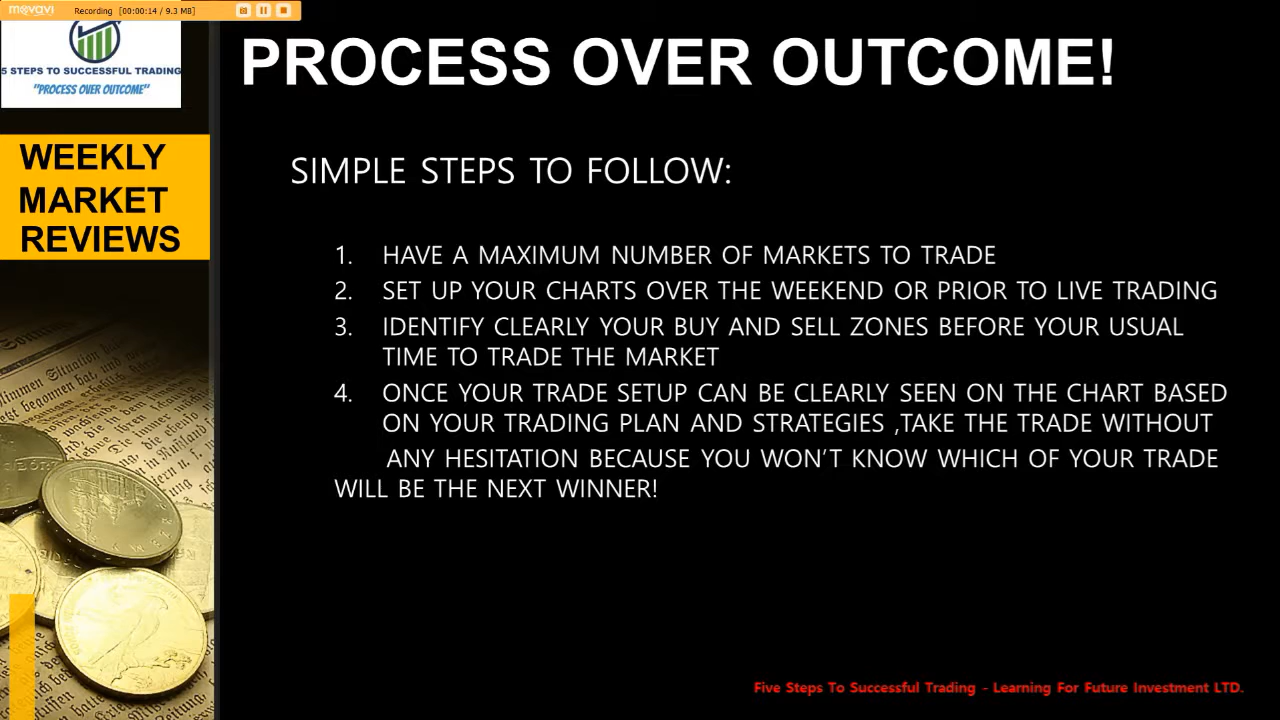 movavi
Recording [00:00:14 / 9.3 MB]
5 STEPS TO SUCCESSFUL TRADING
"PROCESS OVER OUTCOME"
WEEKLY
MARKET
REVIEWS
PROCESS OVER OUTCOME!
SIMPLE STEPS TO FOLLOW:
1. HAVE A MAXIMUM NUMBER OF MARKETS TO TRADE
2. SET UP YOUR CHARTS OVER THE WEEKEND OR PRIOR TO LIVE TRADING
3. IDENTIFY CLEARLY YOUR BUY AND SELL ZONES BEFORE YOUR USUAL
TIME TO TRADE THE MARKET
4. ONCE YOUR TRADE SETUP CAN BE CLEARLY SEEN ON THE CHART BASED
ON YOUR TRADING PLAN AND STRATEGIES ,TAKE THE TRADE WITHOUT
ANY HESITATION BECAUSE YOU WON'T KNOW WHICH OF YOUR TRADE
WILL BE THE NEXT WINNER!
Five Steps To Successful Trading - Learning For Future Investment LTD.